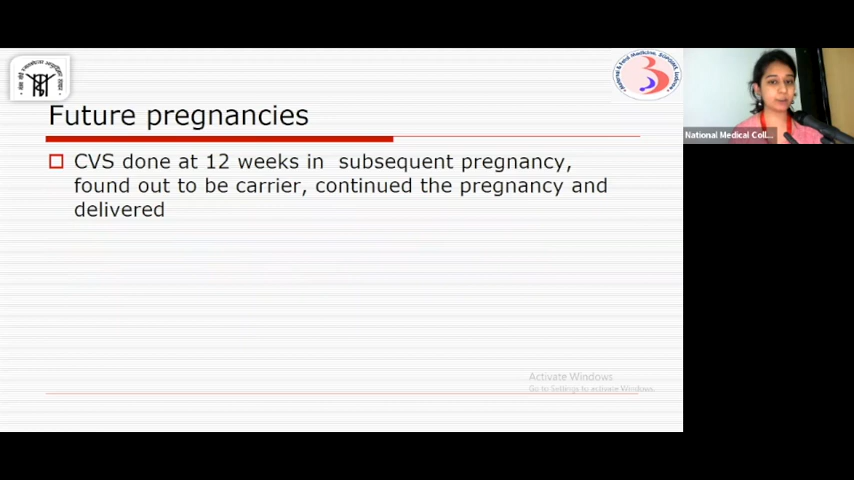 Future pregnancies
CVS done at 12 weeks in subsequent pregnancy,
found out to be carrier, continued the pregnancy and
delivered
National Medical Coll...
Activate Windows
Go to Settings to activate Windows.